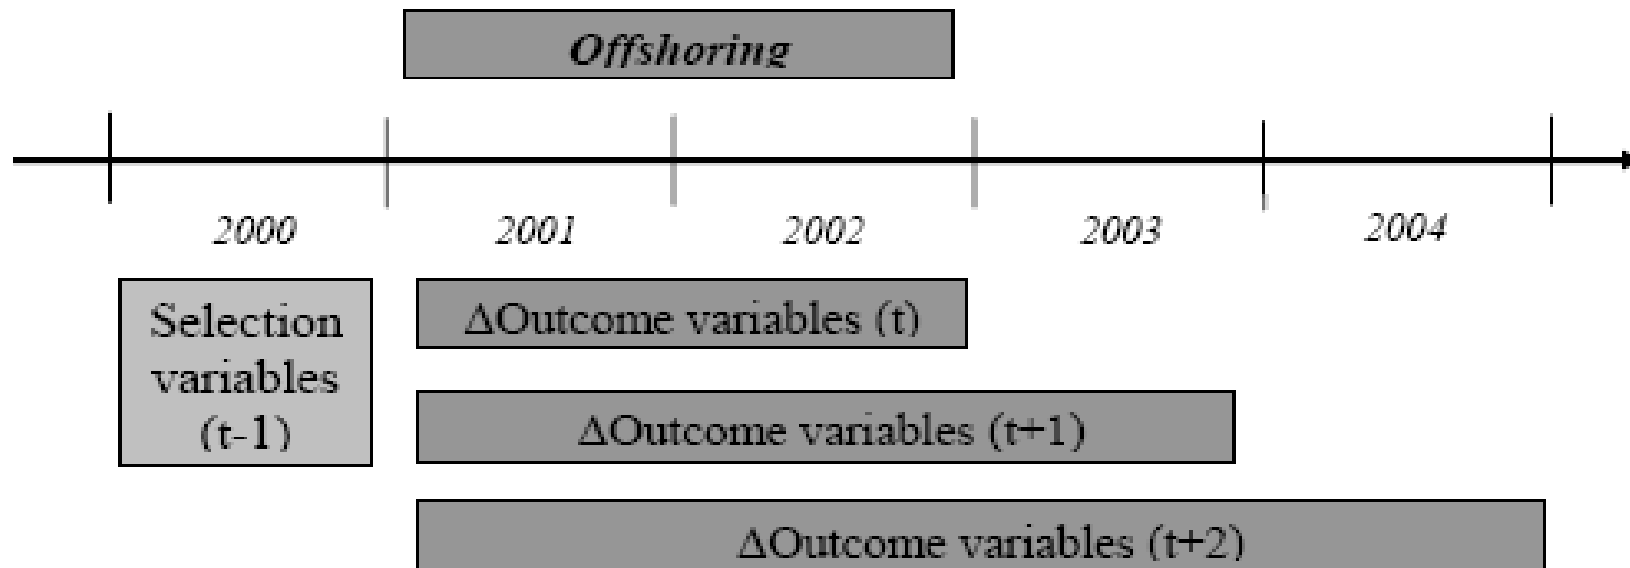 Offshoring
2000 2001 2002 2003 2004
Selection
variables
(t-1)
ΔOutcome variables (t)
ΔOutcome variables (t+1)
ΔOutcome variables (t+2)